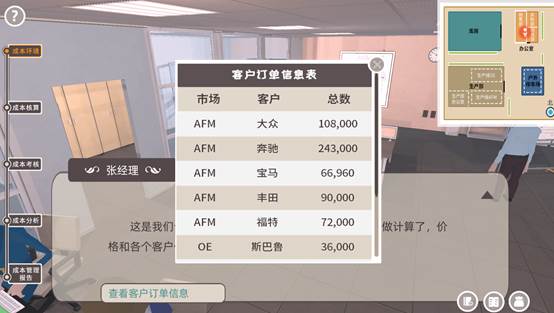 ?
成本环境
成本核算
成本考核
成本分析
成本管理
报告
办公室
生产部
北
客户订单信息表
市场 客户 总数
AFM 大众 108,000
AFM 奔驰 243,000
AFM 宝马 66,960
AFM 丰田 90,000
AFM 福特 72,000
OE 斯巴鲁 36,000
张经理
这是我们 做计算了，价
格和各个客户
查看客户订单信息